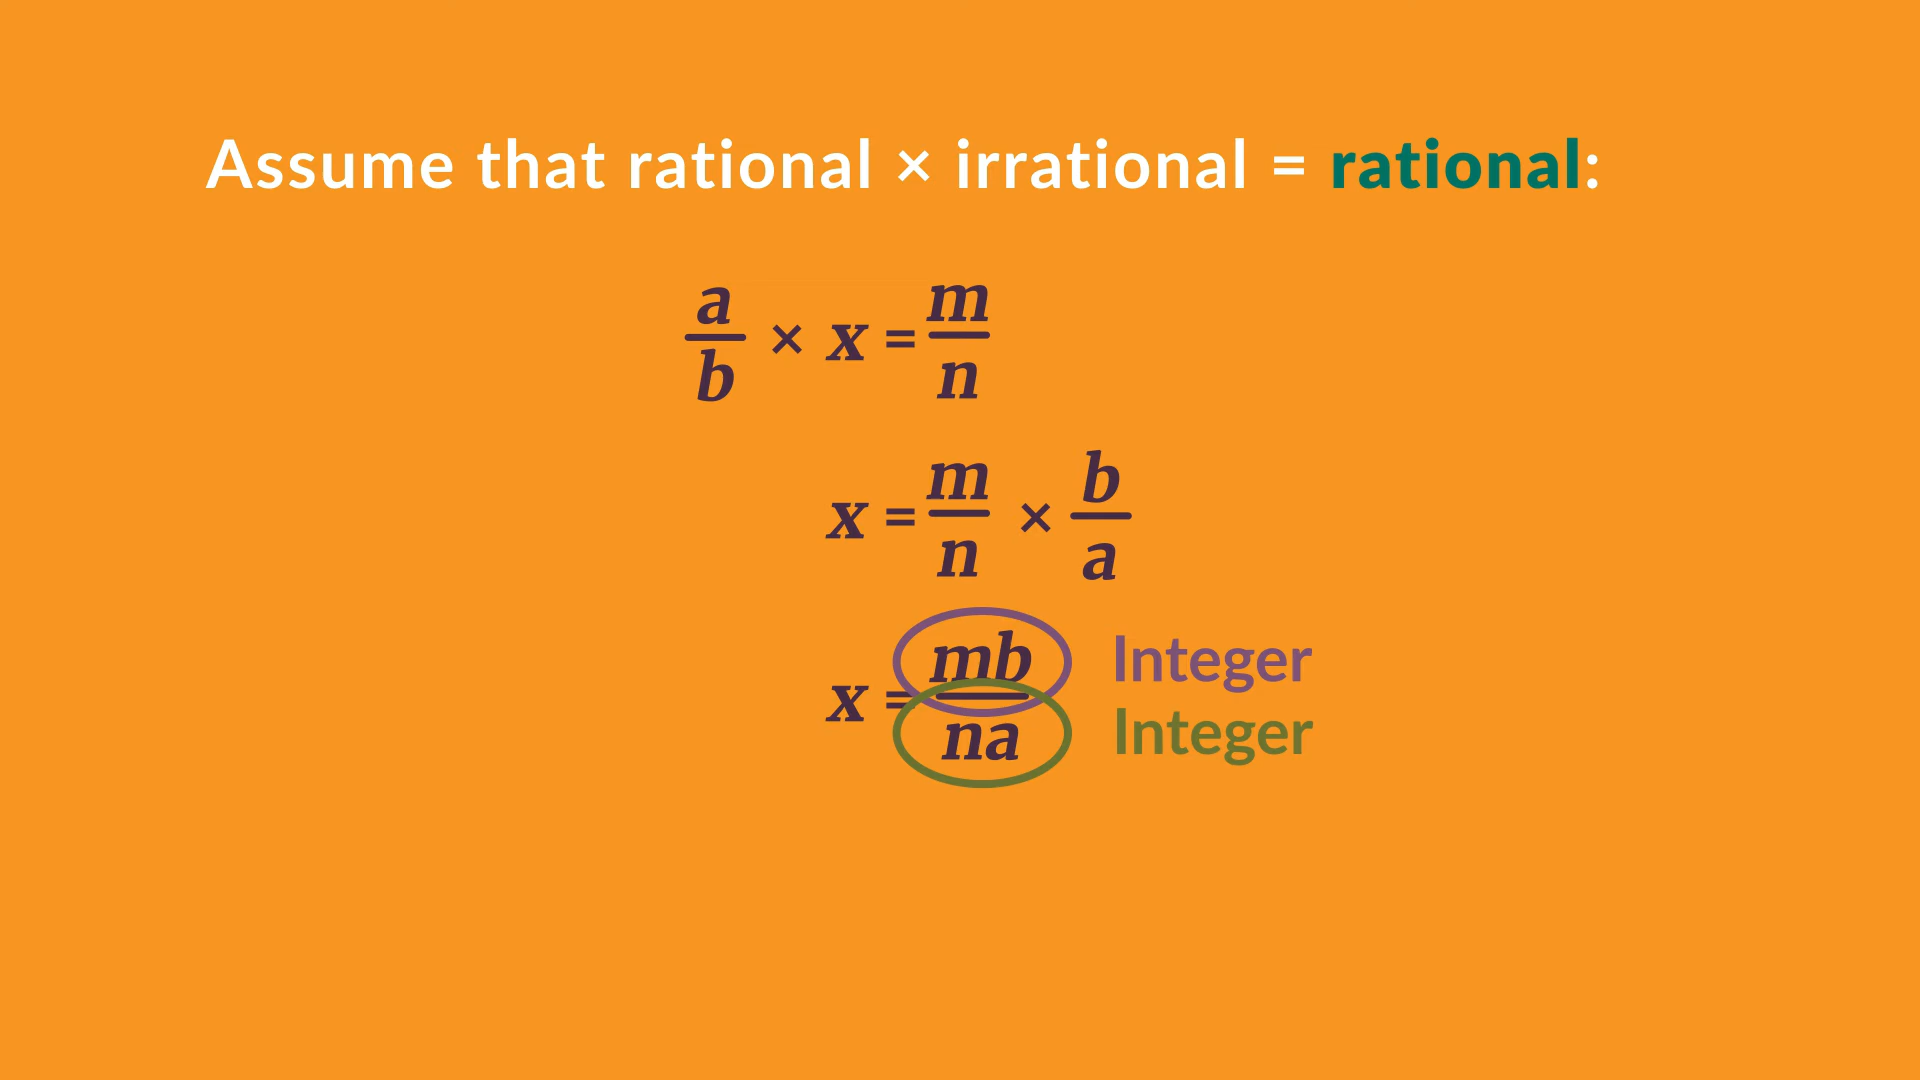 Assume that rational × irrational = rational:
a/b × x = m/n
x = m/n × b/a
x = mb/na
Integer
Integer